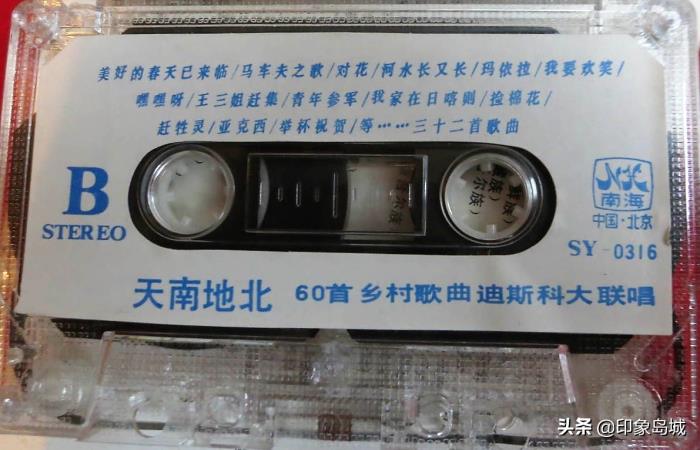 美好的春天已来临/马车夫之歌/对花/河水长又长/玛依拉/我要欢笑/
嘿嘿呀/王三姐赶集/青年参军/我家在日喀则/捡棉花/
赶牲灵/亚克西/举杯祝贺/等……三十二首歌曲
B
STEREO
南海
中国·北京
SY-0316
天南地北 60首乡村歌曲迪斯科大联唱
头条 @印象岛城